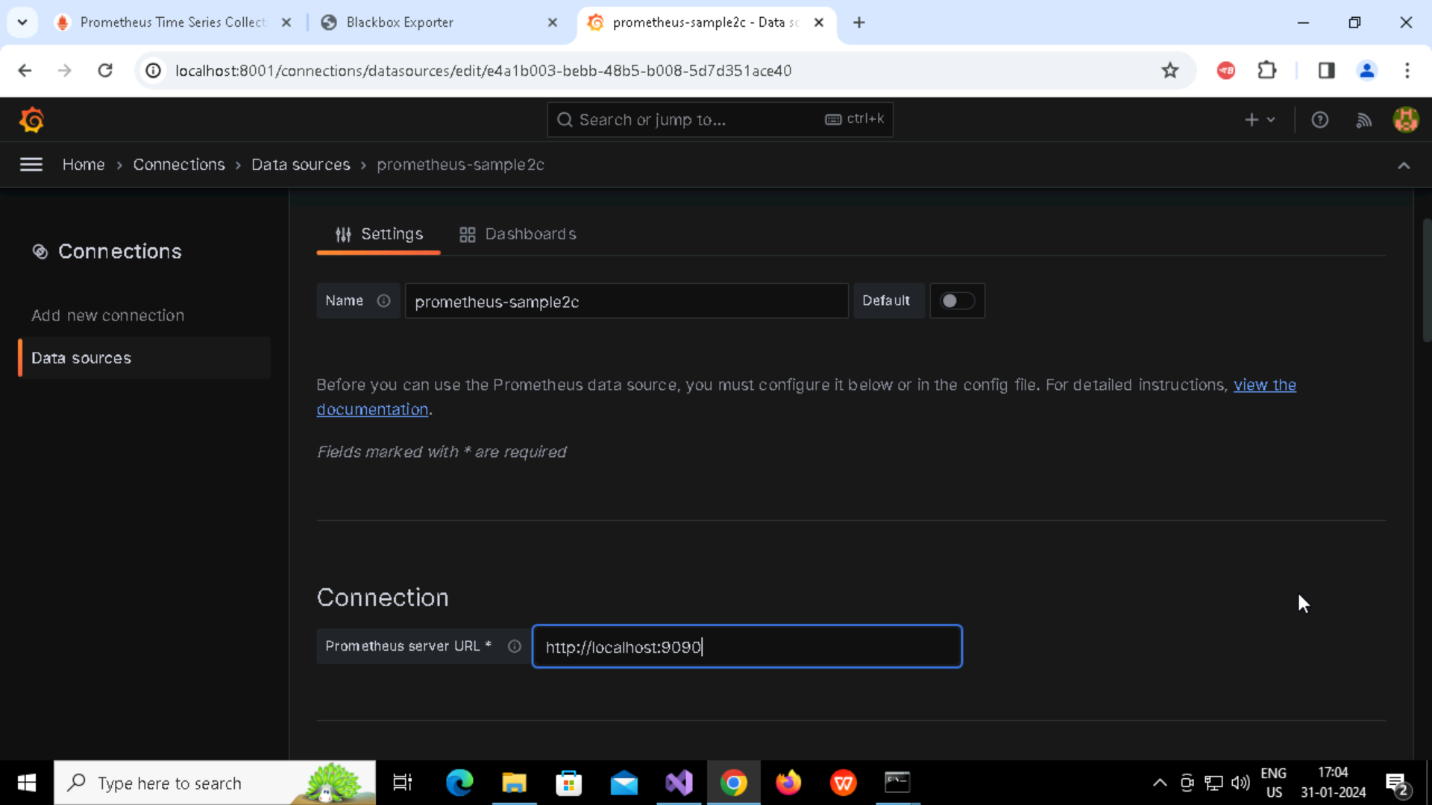 Prometheus Time Series Collect
Blackbox Exporter
prometheus-sample2c - Data so
localhost:8001/connections/datasources/edit/e4a1b003-bebb-48b5-b008-5d7d351ace40
Search or jump to...
ctrl+k
Home › Connections › Data sources › prometheus-sample2c
Connections
Add new connection
Data sources
Settings
Dashboards
Name
prometheus-sample2c
Default
Before you can use the Prometheus data source, you must configure it below or in the config file. For detailed instructions, view the
documentation.
Fields marked with * are required
Connection
Prometheus server URL *
http://localhost:9090
Type here to search
ENG
US
17:04
31-01-2024
2